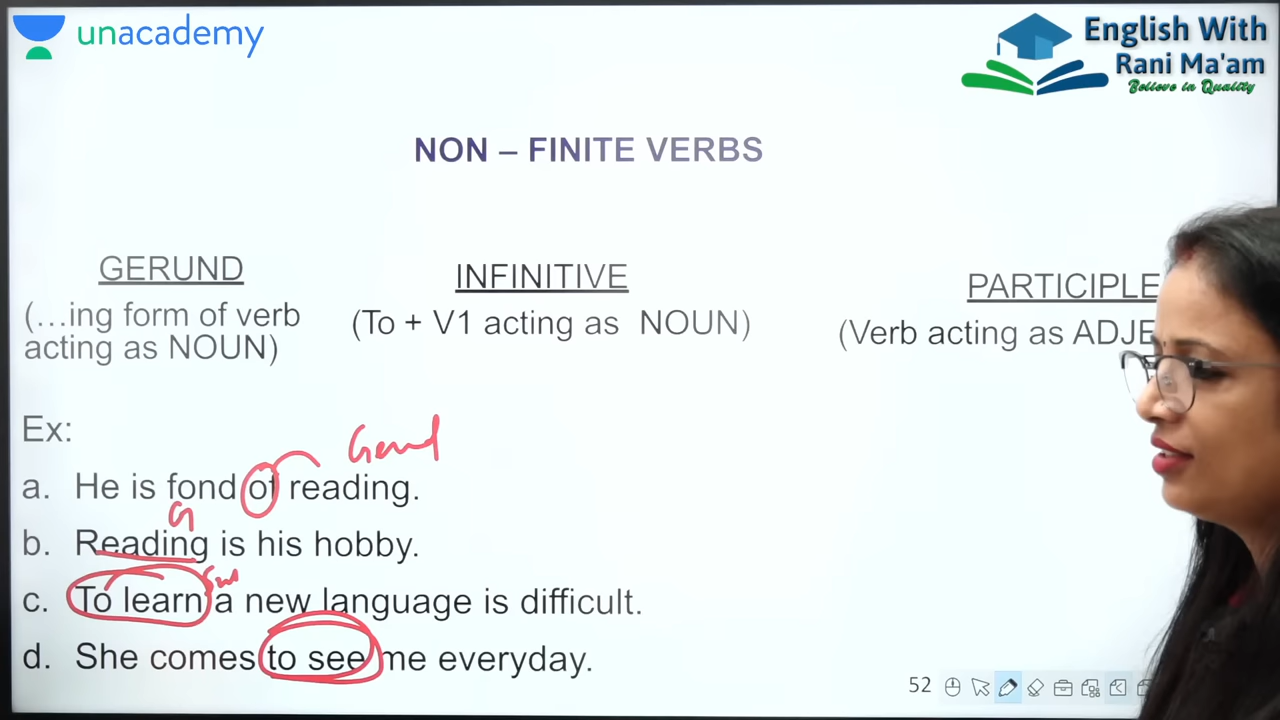 unacademy
English With
Rani Ma'am
Believe in Quality
NON – FINITE VERBS
GERUND
(...ing form of verb
acting as NOUN)
INFINITIVE
(To + V1 acting as NOUN)
PARTICIPLE
(Verb acting as ADJE
Ex:
Gerund
a. He is fond of reading.
G
b. Reading is his hobby.
c. To learn a new language is difficult.
d. She comes to see me everyday.
52